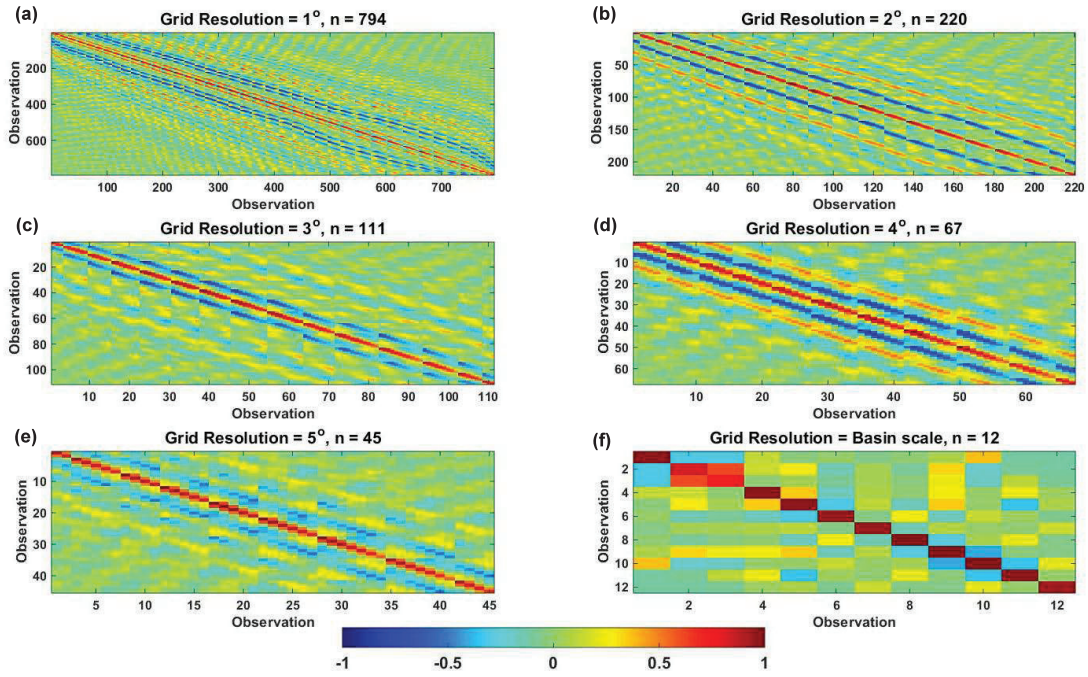 (a)
Grid Resolution = 1°, n = 794
Observation
200
400
600
100 200 300 400 500 600 700
Observation
(b)
Grid Resolution = 2°, n = 220
Observation
50
100
150
200
20 40 60 80 100 120 140 160 180 200 220
Observation
(c)
Grid Resolution = 3°, n = 111
Observation
20
40
60
80
100
10 20 30 40 50 60 70 80 90 100 110
Observation
(d)
Grid Resolution = 4°, n = 67
Observation
10
20
30
40
50
60
10 20 30 40 50 60
Observation
(e)
Grid Resolution = 5°, n = 45
Observation
10
20
30
40
5 10 15 20 25 30 35 40 45
Observation
(f)
Grid Resolution = Basin scale, n = 12
Observation
2
4
6
8
10
12
2 4 6 8 10 12
Observation
-1 -0.5 0 0.5 1